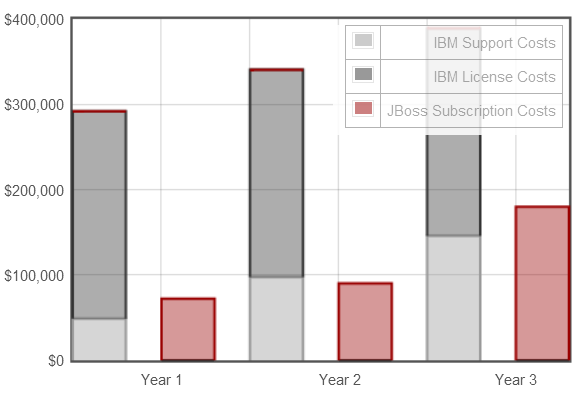 $400,000
IBM Support Costs
IBM License Costs
JBoss Subscription Costs
$300,000
$200,000
$100,000
$0
Year 1
Year 2
Year 3